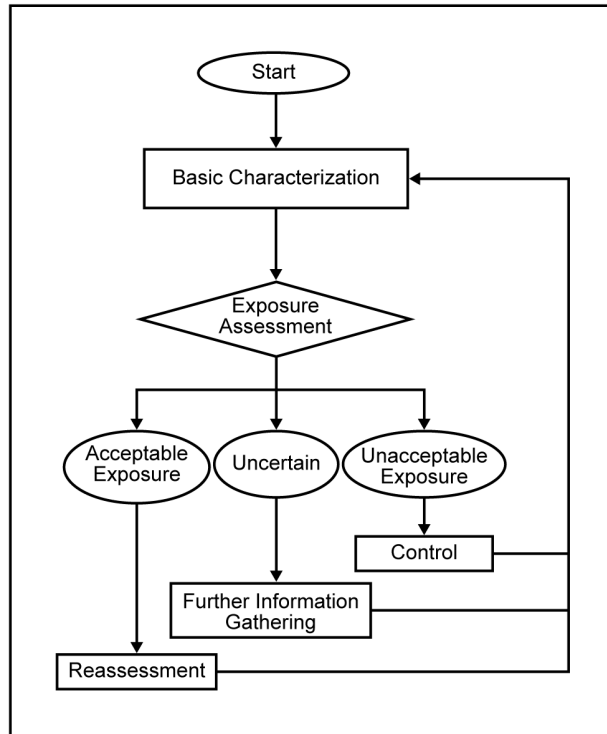 Start
Basic Characterization
Exposure
Assessment
Acceptable
Exposure
Uncertain
Unacceptable
Exposure
Control
Further Information
Gathering
Reassessment